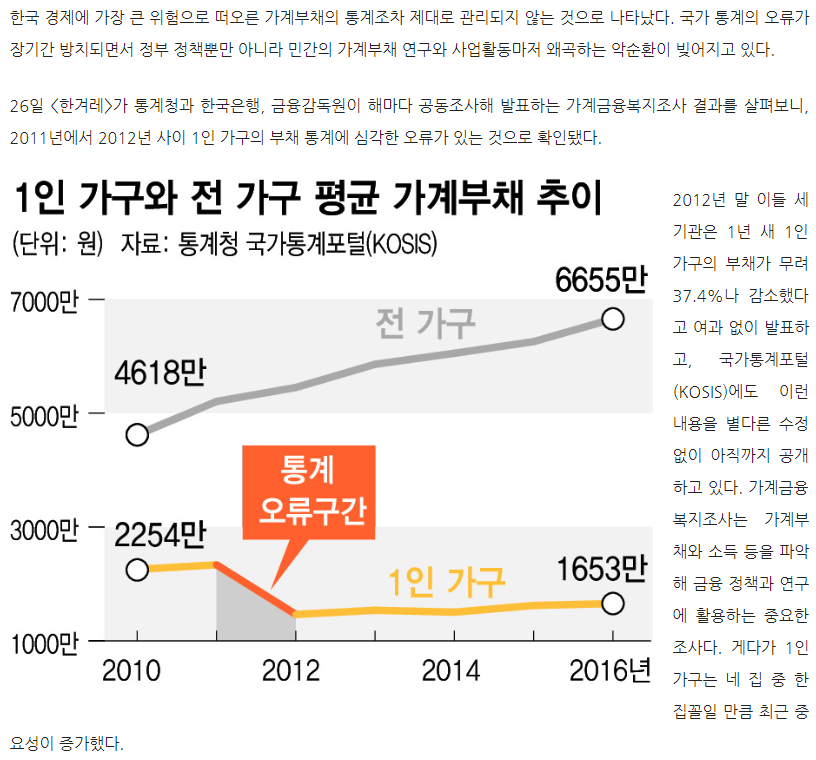 한국 경제에 가장 큰 위험으로 떠오른 가계부채의 통계조차 제대로 관리되지 않는 것으로 나타났다. 국가 통계의 오류가
장기간 방치되면서 정부 정책뿐만 아니라 민간의 가계부채 연구와 사업활동마저 왜곡하는 악순환이 빚어지고 있다.
26일 <한겨레>가 통계청과 한국은행, 금융감독원이 해마다 공동조사해 발표하는 가계금융복지조사 결과를 살펴보니,
2011년에서 2012년 사이 1인 가구의 부채 통계에 심각한 오류가 있는 것으로 확인됐다.
1인 가구와 전 가구 평균 가계부채 추이
(단위: 원) 자료: 통계청 국가통계포털(KOSIS)
6655만
7000만
전 가구
4618만
5000만
통계
오류구간
3000만
2254만
1인 가구
1653만
1000만
2010
2012
2014
2016년
2012년 말 이들 세
기관은 1년 새 1인
가구의 부채가 무려
37.4%나 감소했다
고 여과 없이 발표하
고, 국가통계포털
(KOSIS)에도 이런
내용을 별다른 수정
없이 아직까지 공개
하고 있다. 가계금융
복지조사는 가계부
채와 소득 등을 파악
해 금융 정책과 연구
에 활용하는 중요한
조사다. 게다가 1인
가구는 네 집 중 한
집꼴일 만큼 최근 중
요성이 증가했다.